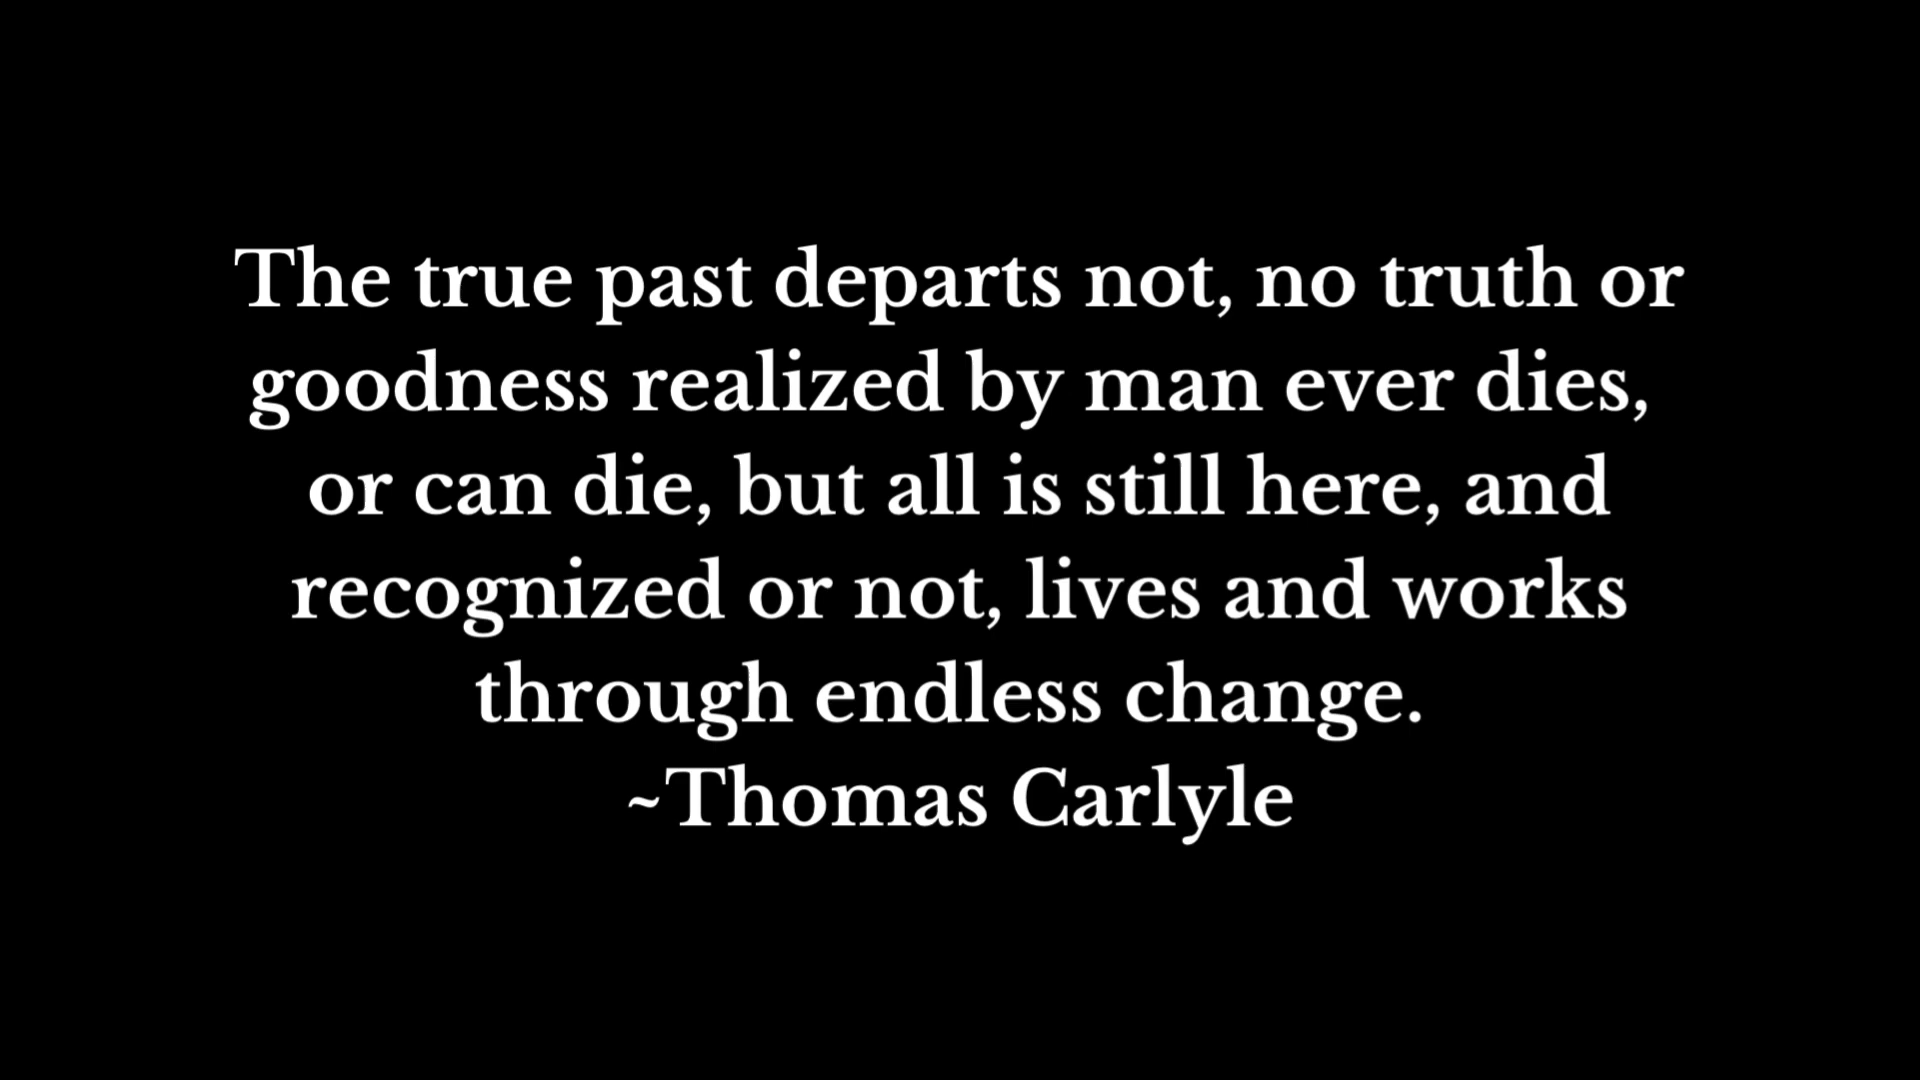 The true past departs not, no truth or
goodness realized by man ever dies,
or can die, but all is still here, and
recognized or not, lives and works
through endless change.
~Thomas Carlyle